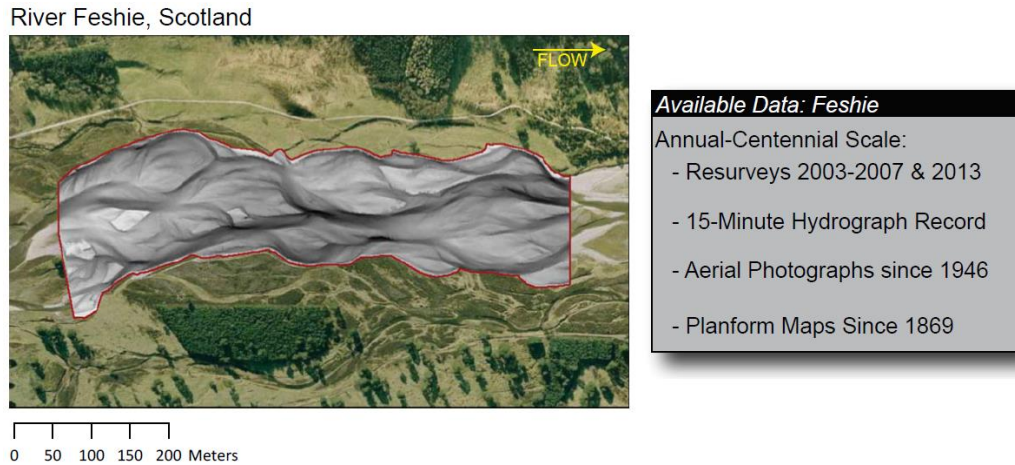 River Feshie, Scotland
FLOW
Available Data: Feshie
Annual-Centennial Scale:
- Resurveys 2003-2007 & 2013
- 15-Minute Hydrograph Record
- Aerial Photographs since 1946
- Planform Maps Since 1869
0 50 100 150 200 Meters